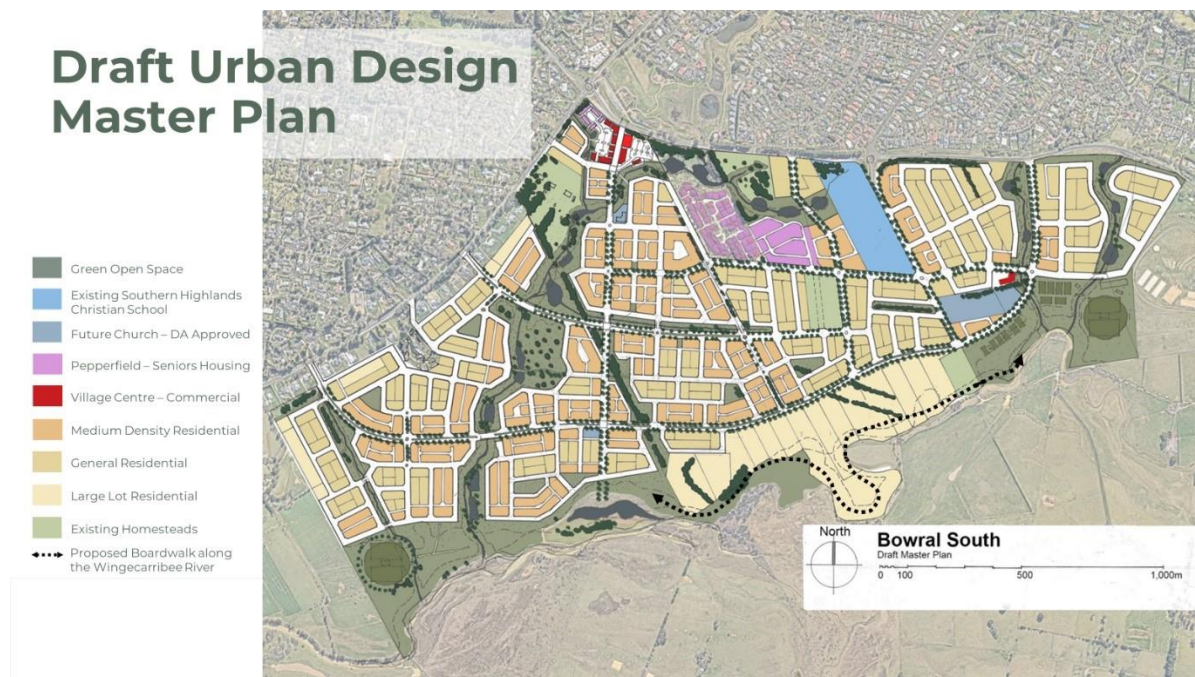 Draft Urban Design
Master Plan
Green Open Space
Existing Southern Highlands
Christian School
Future Church – DA Approved
Pepperfield – Seniors Housing
Village Centre – Commercial
Medium Density Residential
General Residential
Large Lot Residential
Existing Homesteads
Proposed Boardwalk along
the Wingecarribee River
North
Bowral South
Draft Master Plan
0 100 500 1,000m